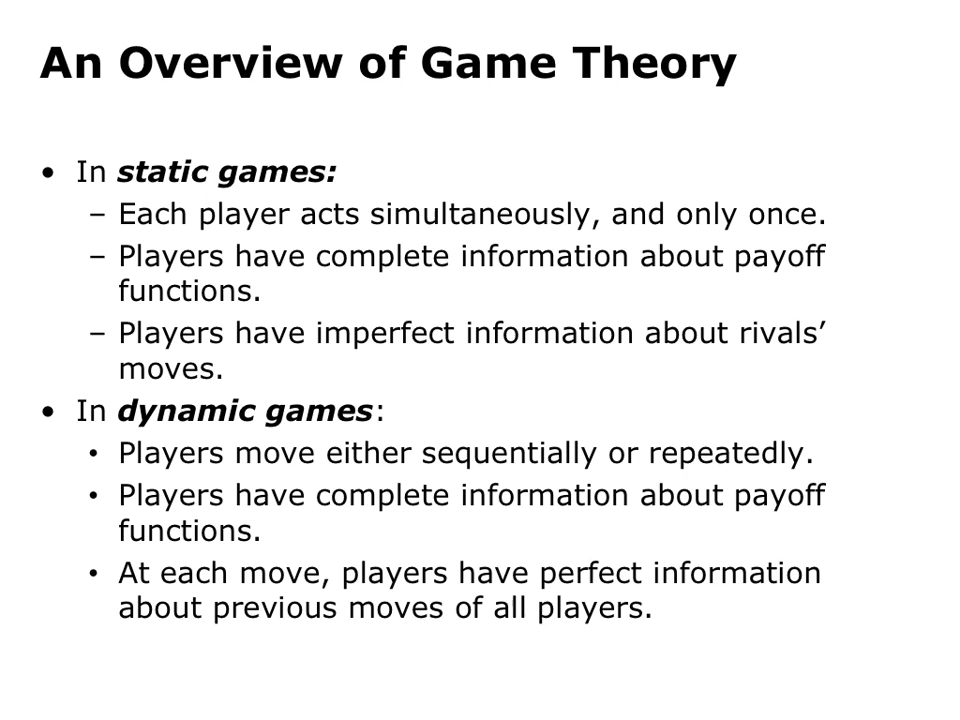 An Overview of Game Theory
• In static games:
– Each player acts simultaneously, and only once.
– Players have complete information about payoff
functions.
– Players have imperfect information about rivals’
moves.
• In dynamic games:
• Players move either sequentially or repeatedly.
• Players have complete information about payoff
functions.
• At each move, players have perfect information
about previous moves of all players.